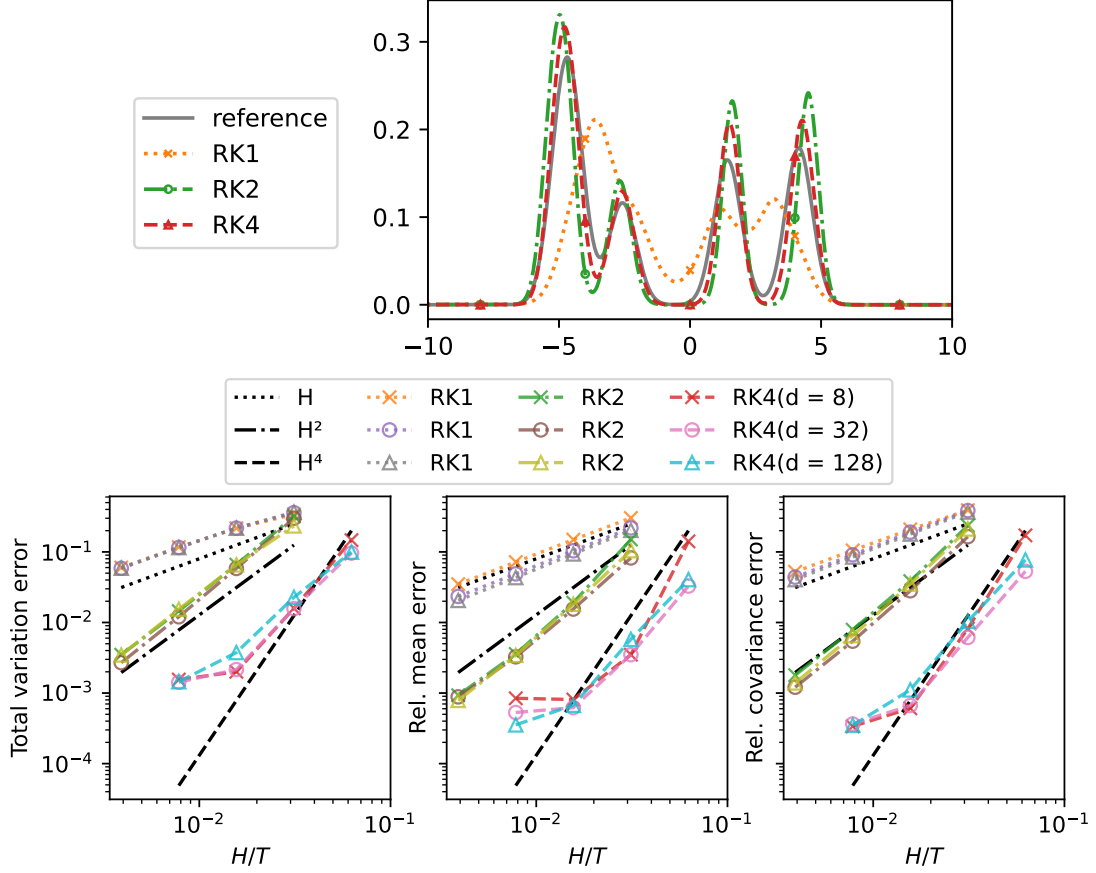 0.3
0.2
0.1
0.0
−10
−5
0
5
10
reference
RK1
RK2
RK4
H RK1 RK2 RK4(d = 8)
H² RK1 RK2 RK4(d = 32)
H⁴ RK1 RK2 RK4(d = 128)
Total variation error
10⁻¹
10⁻²
10⁻³
10⁻⁴
10⁻² 10⁻¹
H/T
Rel. mean error
10⁻² 10⁻¹
H/T
Rel. covariance error
10⁻² 10⁻¹
H/T